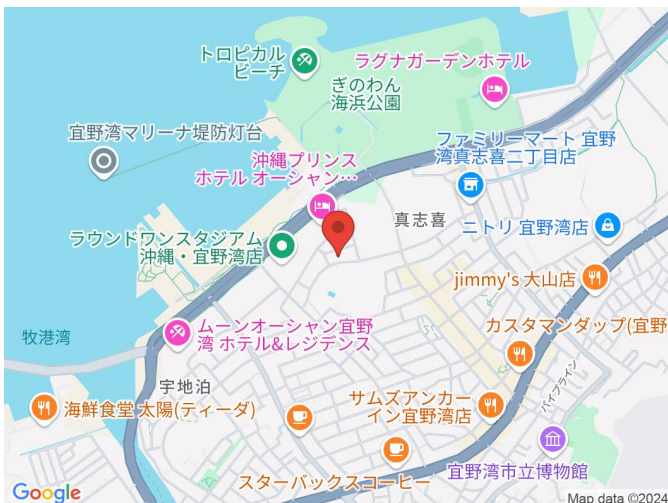 トロピカル
ビーチ
ラグナガーデンホテル
ぎのわん
海浜公園
宜野湾マリーナ堤防灯台
ファミリーマート 宜野
湾真志喜二丁目店
沖縄プリンス
ホテル オーシャン…
真志喜
ニトリ 宜野湾店
ラウンドワンスタジアム
沖縄・宜野湾店
jimmy's 大山店
牧港湾
ムーンオーシャン宜野
湾 ホテル&レジデンス
カスタマンダップ(宜野
宇地泊
海鮮食堂 太陽(ティーダ)
サムズアンカー
イン宜野湾店
パイプライン
スターバックスコーヒー
宜野湾市立博物館
Google
Map data ©2024